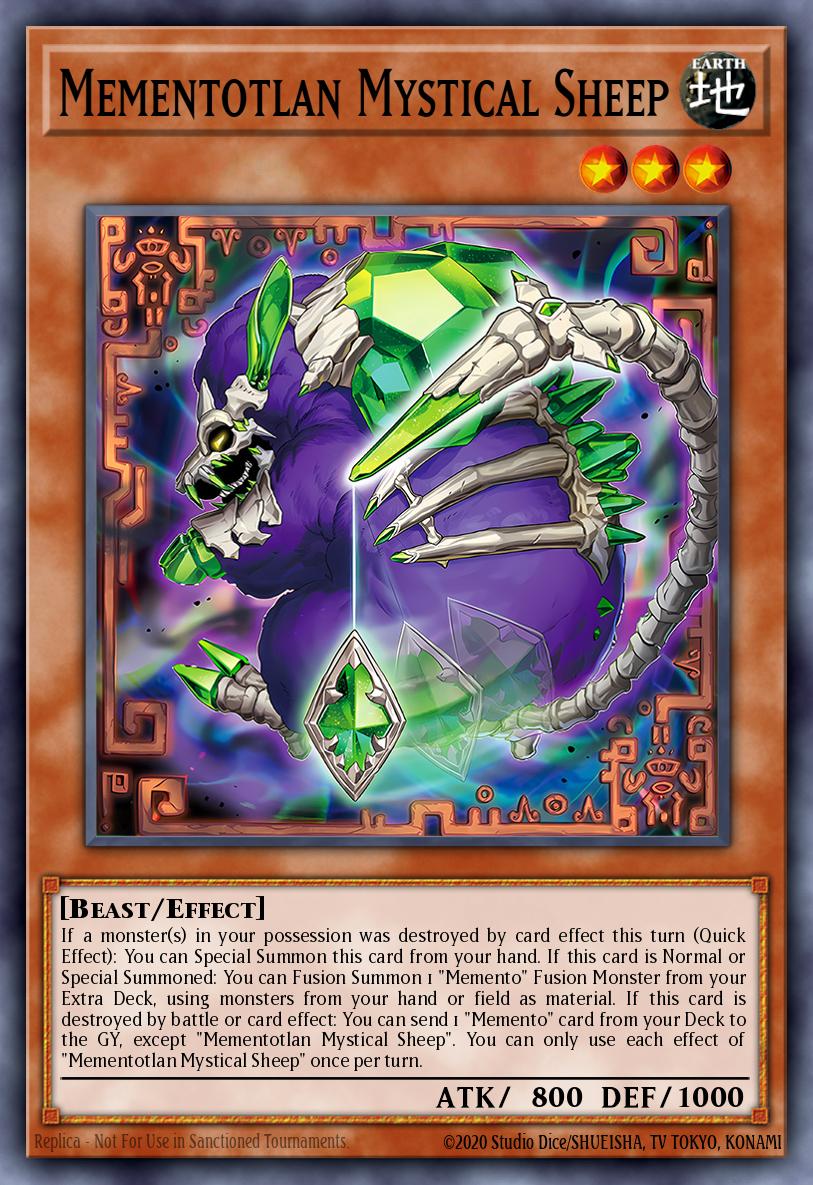 Mementotlan Mystical Sheep
EARTH
地
[Beast/Effect]
If a monster(s) in your possession was destroyed by card effect this turn (Quick
Effect): You can Special Summon this card from your hand. If this card is Normal or
Special Summoned: You can Fusion Summon 1 "Memento" Fusion Monster from your
Extra Deck, using monsters from your hand or field as material. If this card is
destroyed by battle or card effect: You can send 1 "Memento" card from your Deck to
the GY, except "Mementotlan Mystical Sheep". You can only use each effect of
"Mementotlan Mystical Sheep" once per turn.
ATK/ 800 DEF/1000
Replica - Not For Use in Sanctioned Tournaments.
©2020 Studio Dice/SHUEISHA, TV TOKYO, KONAMI